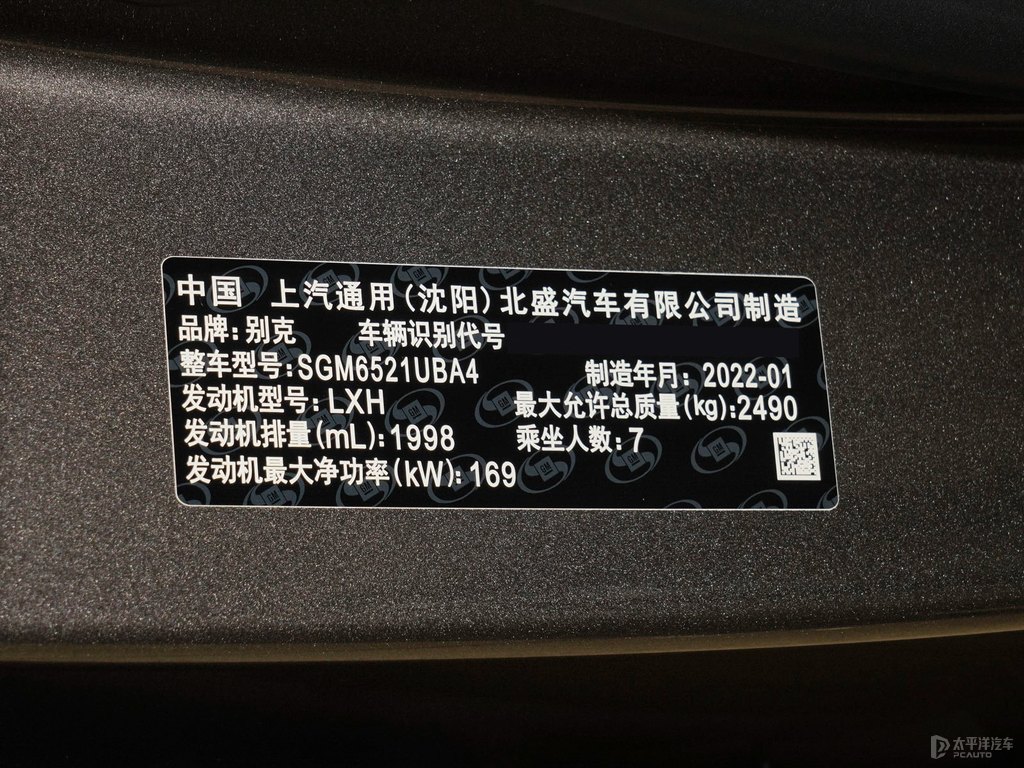 中国 上汽通用(沈阳)北盛汽车有限公司制造
品牌:别克 车辆识别代号
整车型号:SGM6521UBA4 制造年月:2022-01
发动机型号:LXH 最大允许总质量(kg):2490
发动机排量(mL):1998 乘坐人数:7
发动机最大净功率(kW):169
太平洋汽车
PCAUTO